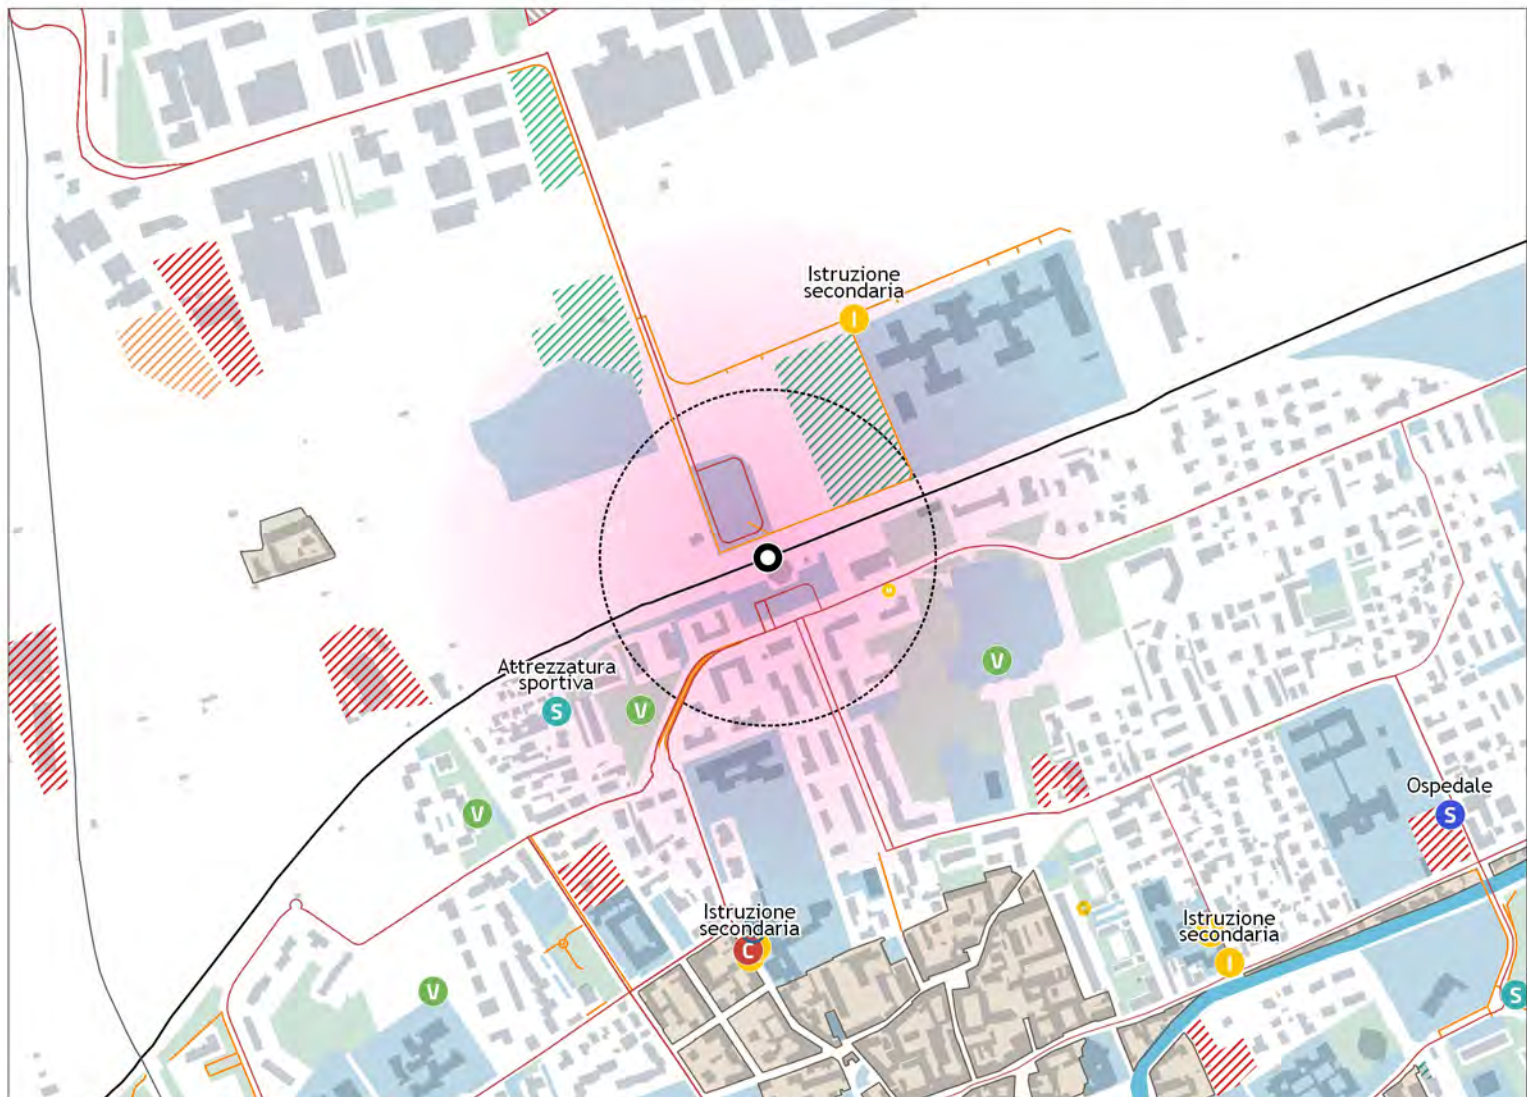 Istruzione
secondaria
I
Attrezzatura
sportiva
S
V
V
V
Ospedale
S
Istruzione
secondaria
C
Istruzione
secondaria
I
V
S